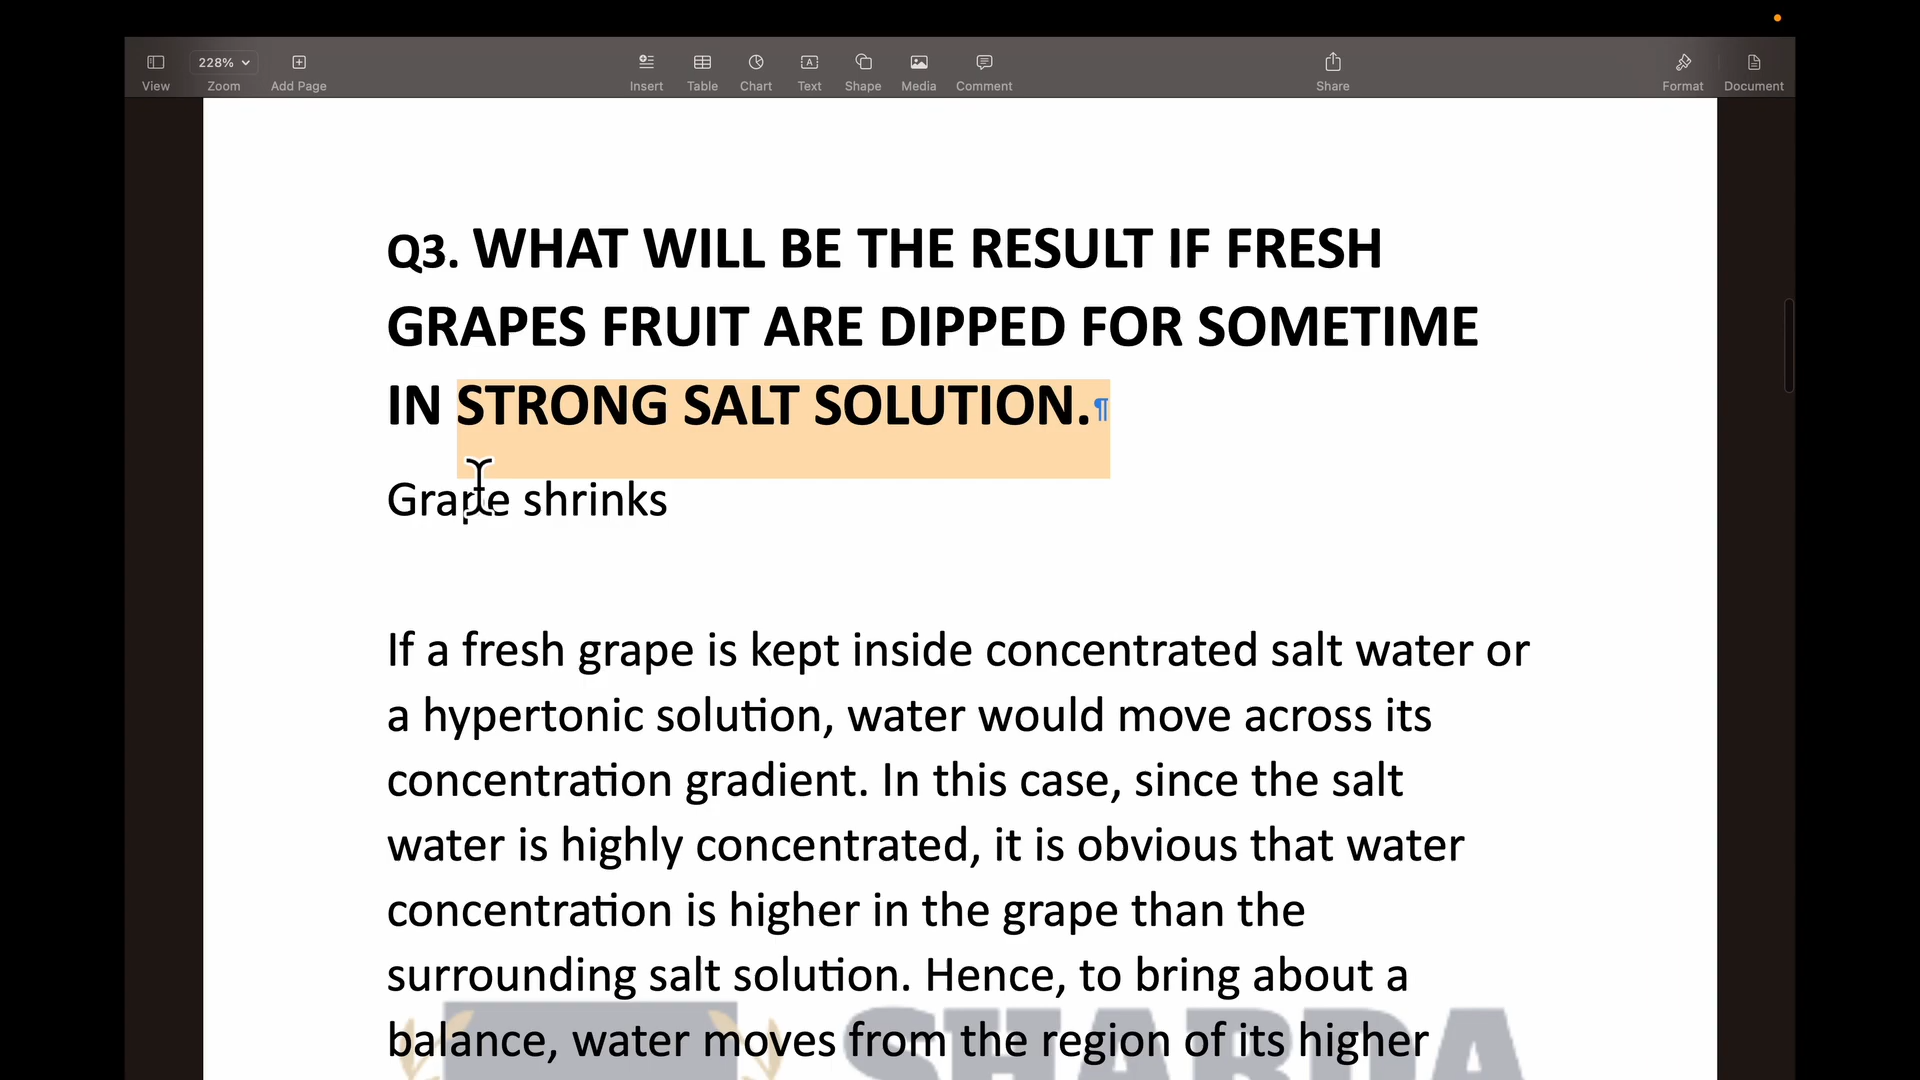 228%
View
Zoom
Add Page
Insert
Table
Chart
Text
Shape
Media
Comment
Share
Format
Document
Q3. WHAT WILL BE THE RESULT IF FRESH
GRAPES FRUIT ARE DIPPED FOR SOMETIME
IN STRONG SALT SOLUTION.¶
Grape shrinks
If a fresh grape is kept inside concentrated salt water or
a hypertonic solution, water would move across its
concentration gradient. In this case, since the salt
water is highly concentrated, it is obvious that water
concentration is higher in the grape than the
surrounding salt solution. Hence, to bring about a
balance, water moves from the region of its higher
SHARDA